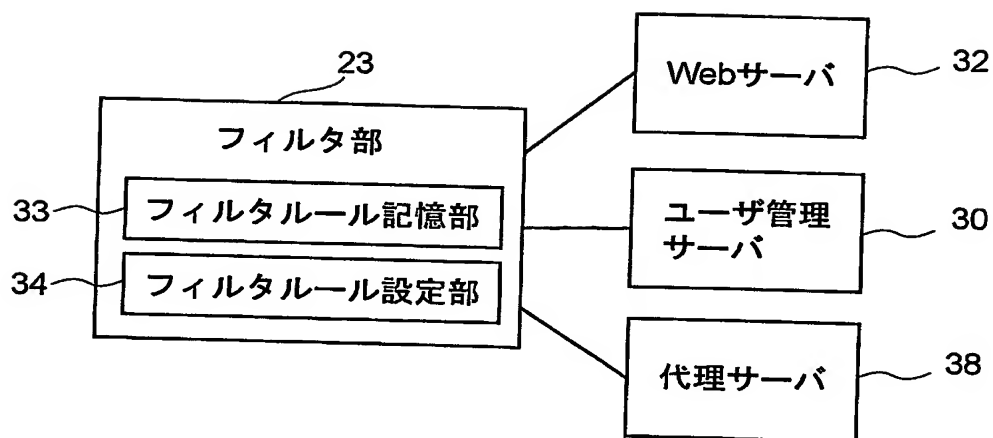 23
フィルタ部
33
フィルタルール記憶部
34
フィルタルール設定部
Webサーバ
32
ユーザ管理
サーバ
30
代理サーバ
38